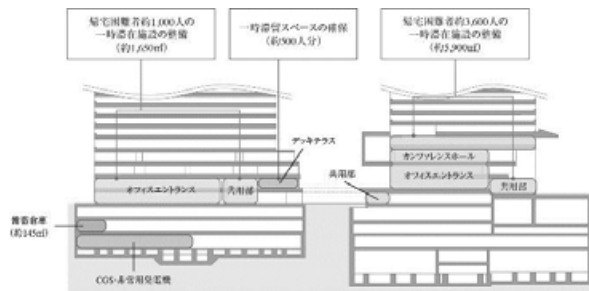 帰宅困難者約1,000人の
一時滞在施設の整備
(約1,650㎡)
一時滞留スペースの確保
(約500人分)
帰宅困難者約3,600人の
一時滞在施設の整備
(約5,900㎡)
デッキテラス
カンファレンスホール
共用部
オフィスエントランス
オフィスエントランス
共用部
共用部
備蓄倉庫
(約145㎡)
CGS・非常用発電機